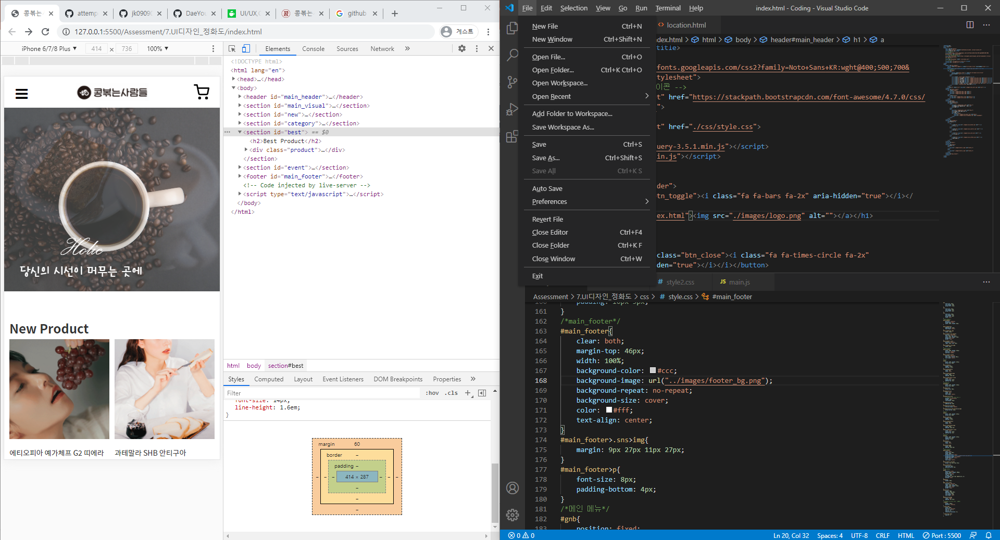 콩볶는
attemp
jk0909
DaeYou
UI/UX,
콩볶는
github
127.0.0.1:5500/Assessment/7.UI디자인_정화도/index.html
게스트
iPhone 6/7/8 Plus ▼ 414 x 736 100% ▼
Elements Console Sources Network »
콩볶는사람들
Holic
당신의 시선이 머무는 곳에
New Product
에티오피아 예가체프 G2 띠에라
과테말라 SHB 안티구아
<!DOCTYPE html>
<html lang="en">
<head>…</head>
<body>
<header id="main_header">…</header>
<section id="main_visual">…</section>
<section id="new">…</section>
<section id="category">…</section>
<section id="best"> == $0
<h2>Best Product</h2>
<div class="product">…</div>
</section>
<section id="event">…</section>
<footer id="main_footer">…</footer>
<!-- Code injected by live-server -->
<script type="text/javascript">…</script>
</body>
</html>
html body section#best
Styles Computed Layout Event Listeners DOM Breakpoints Properties »
Filter :hov .cls +
font-size: 14px;
line-height: 1.6em;
}
margin 60
border –
padding –
414 × 287
File Edit Selection View Go Run Terminal Help
index.html - Coding - Visual Studio Code
New File Ctrl+N
New Window Ctrl+Shift+N
Open File... Ctrl+O
Open Folder... Ctrl+K Ctrl+O
Open Workspace...
Open Recent
Add Folder to Workspace...
Save Workspace As...
Save Ctrl+S
Save As... Ctrl+Shift+S
Save All Ctrl+K S
Auto Save
Preferences
Revert File
Close Editor Ctrl+F4
Close Folder Ctrl+K F
Close Window Ctrl+W
Exit
<> location.html
dex.html > html > body > header#main_header > h1 > a
title>
fonts.googleapis.com/css2?family=Noto+Sans+KR:wght@400;500;700&
tylesheet">
이콘 -->
t" href="https://stackpath.bootstrapcdn.com/font-awesome/4.7.0/css/
">
t" href="./css/style.css">
uery-3.5.1.min.js"></script>
in.js"></script>
der">
tn_toggle"><i class="fa fa-bars fa-2x" aria-hidden="true"></i></
ex.html"><img src="./images/logo.png" alt=""></a></h1>
class="btn_close"><i class="fa fa-times-circle fa-2x"
den="true"></i></i></button>
# style2.css
JS main.js
Assessment > 7.UI디자인_정화도 > css > # style.css > #main_footer
160 padding: 10px 5px;
161 }
162 /*main_footer*/
163 #main_footer{
164 clear: both;
165 margin-top: 46px;
166 width: 100%;
167 background-color: #ccc;
168 background-image: url("../images/footer_bg.png");
169 background-repeat: no-repeat;
170 background-size: cover;
171 color: #fff;
172 text-align: center;
173 }
174 #main_footer>.sns>img{
175 margin: 9px 27px 11px 27px;
176 }
177 #main_footer>p{
178 font-size: 8px;
179 padding-bottom: 4px;
180 }
181 /*메인 메뉴*/
182 #gnb{
183 position: fixed;
0 0
Ln 20, Col 32 Spaces: 4 UTF-8 CRLF HTML Port : 5500